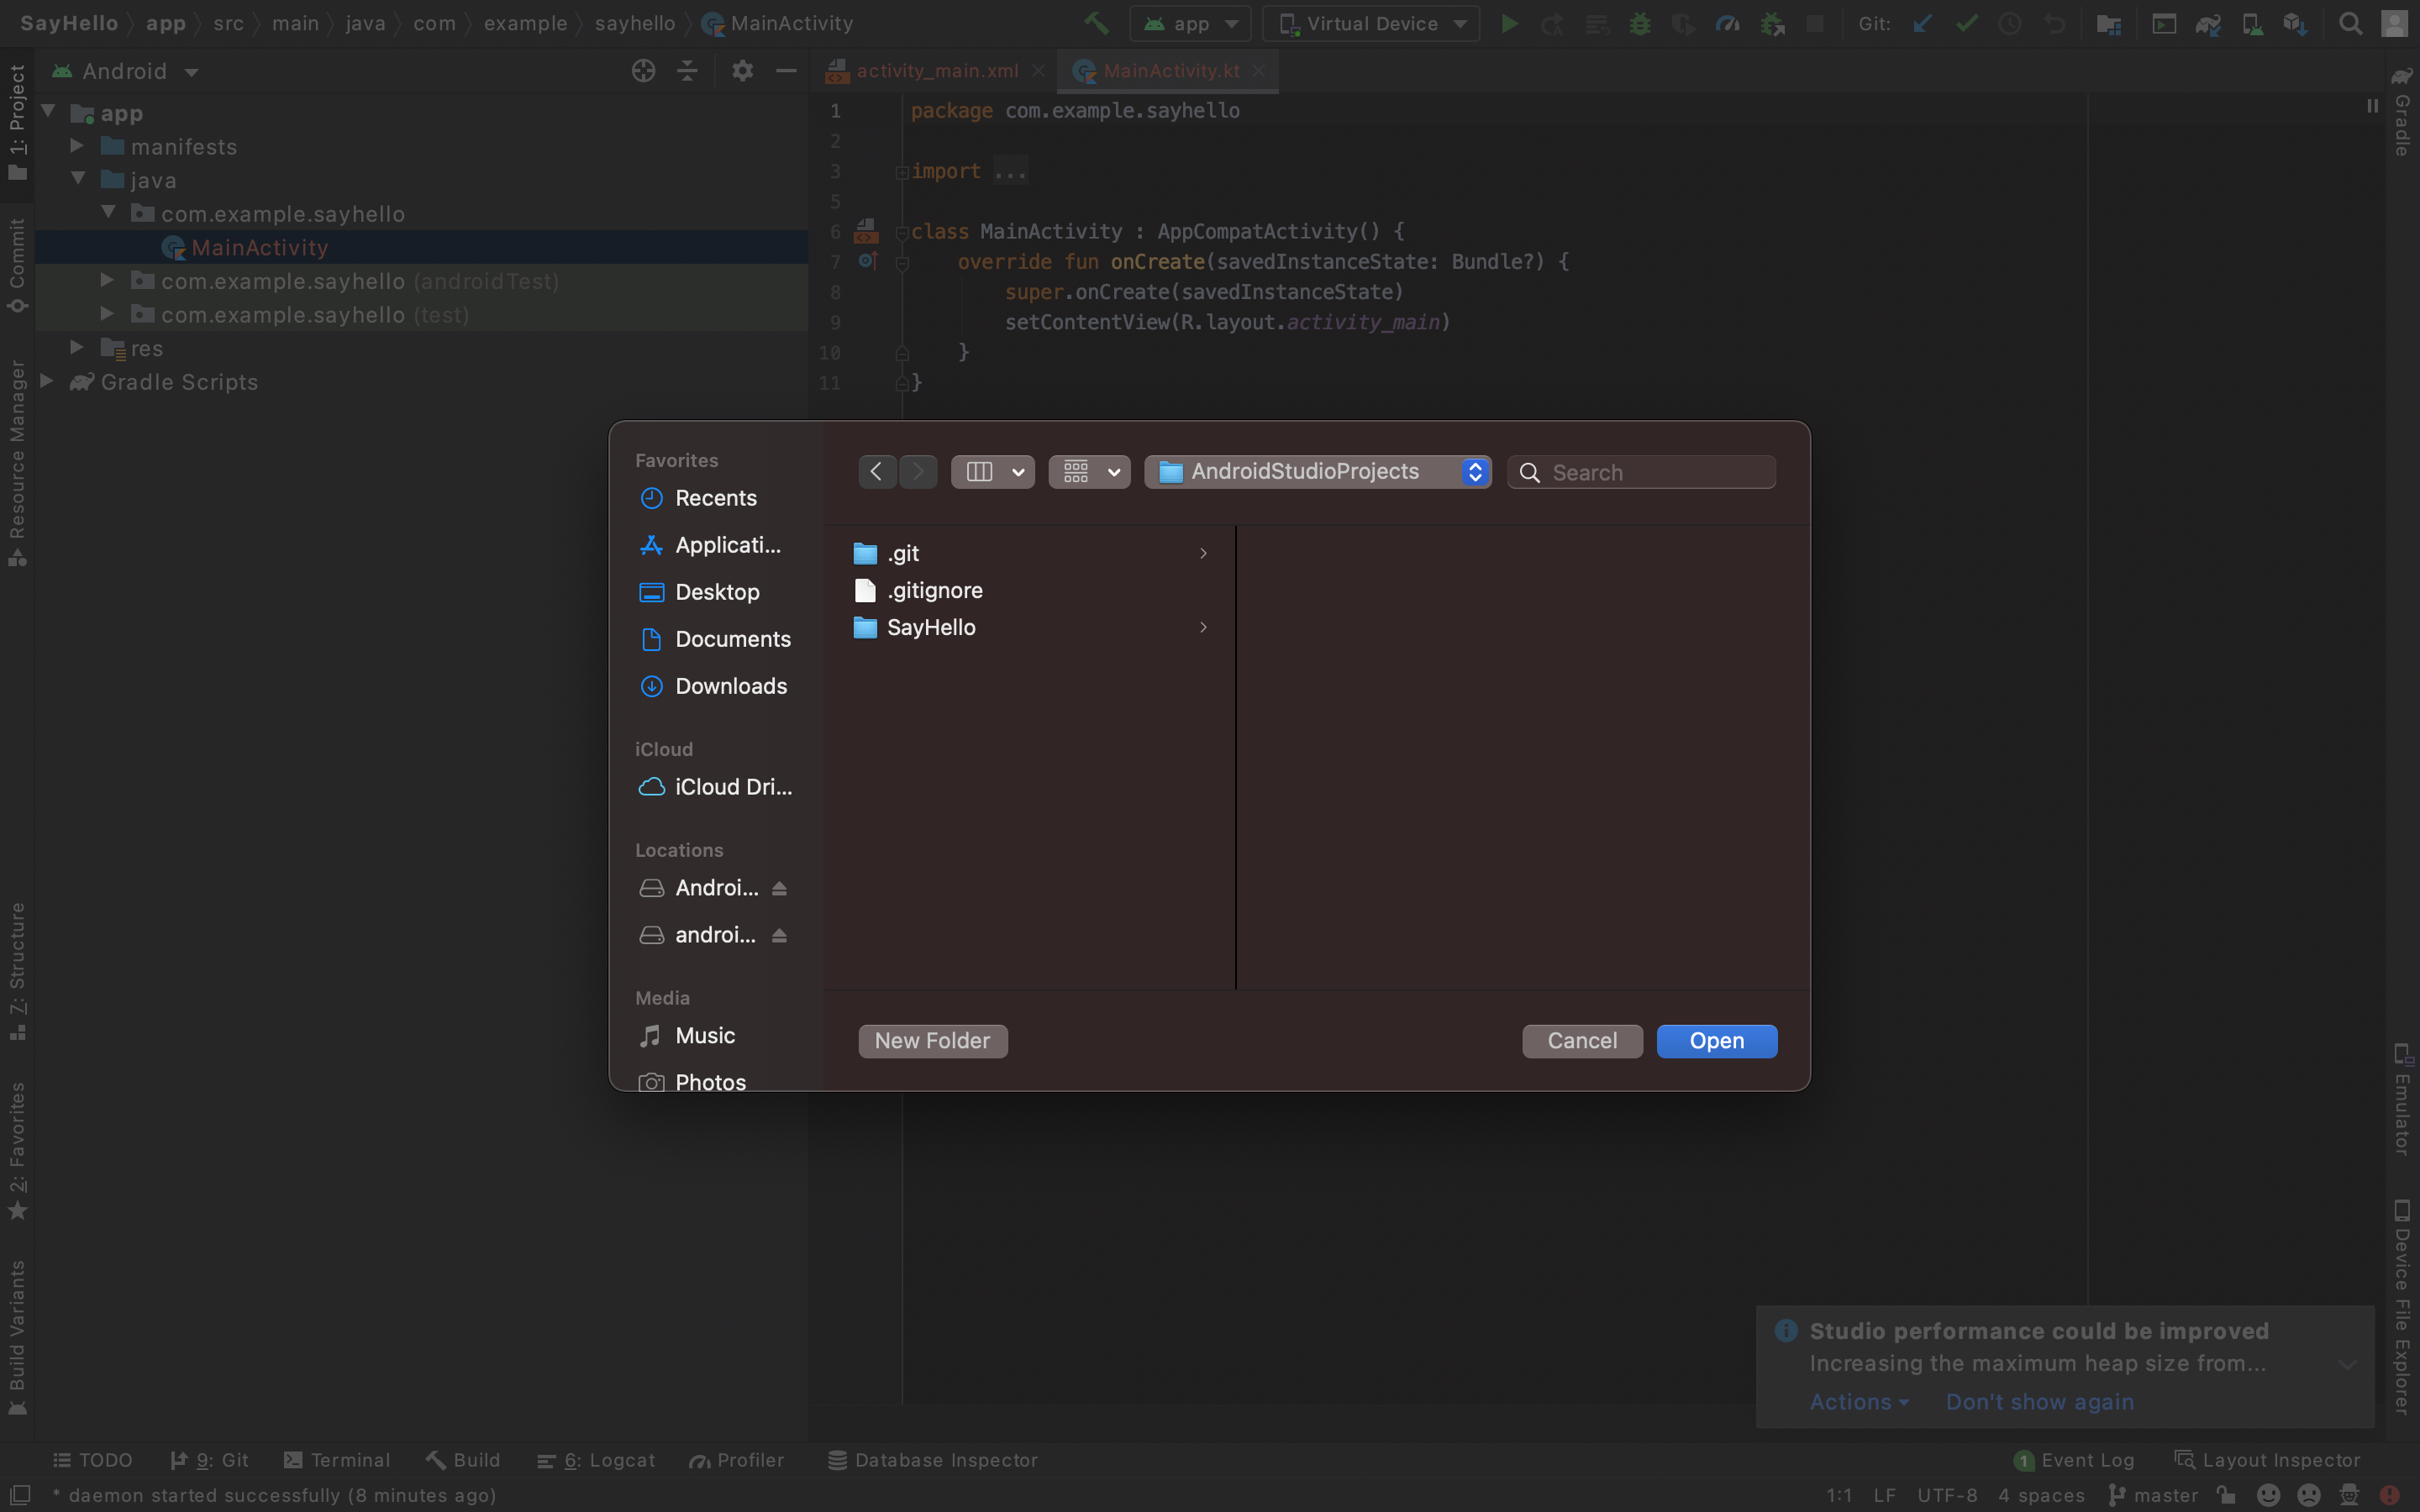 SayHello app src main java com example sayhello MainActivity
app Virtual Device Git:
Android
activity_main.xml MainActivity.kt
1: Project
Commit
Resource Manager
7: Structure
2: Favorites
Build Variants
app
manifests
java
com.example.sayhello
MainActivity
com.example.sayhello (androidTest)
com.example.sayhello (test)
res
Gradle Scripts
1 package com.example.sayhello
2
3 import ...
5
6 class MainActivity : AppCompatActivity() {
7 override fun onCreate(savedInstanceState: Bundle?) {
8 super.onCreate(savedInstanceState)
9 setContentView(R.layout.activity_main)
10 }
11 }
Gradle
Emulator
Device File Explorer
Favorites
Recents
Applicati...
Desktop
Documents
Downloads
iCloud
iCloud Dri...
Locations
Androi...
androi...
Media
Music
Photos
AndroidStudioProjects
Search
.git
.gitignore
SayHello
New Folder
Cancel
Open
Studio performance could be improved
Increasing the maximum heap size from...
Actions Don't show again
TODO 9: Git Terminal Build 6: Logcat Profiler Database Inspector 1 Event Log Layout Inspector
* daemon started successfully (8 minutes ago) 1:1 LF UTF-8 4 spaces master